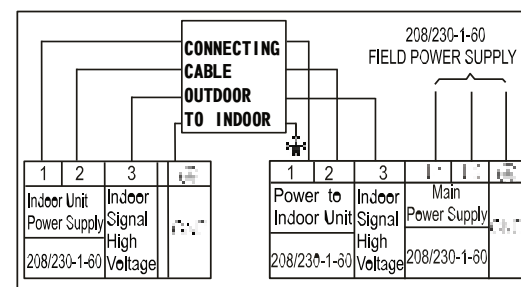 208/230-1-60
FIELD POWER SUPPLY
CONNECTING
CABLE
OUTDOOR
TO INDOOR
1 2 3
Indoor Unit
Power Supply
208/230-1-60
Indoor
Signal
High
Voltage
1 2 3
Power to
Indoor Unit
208/230-1-60
Indoor
Signal
High
Voltage
Main
Power Supply
208/230-1-60